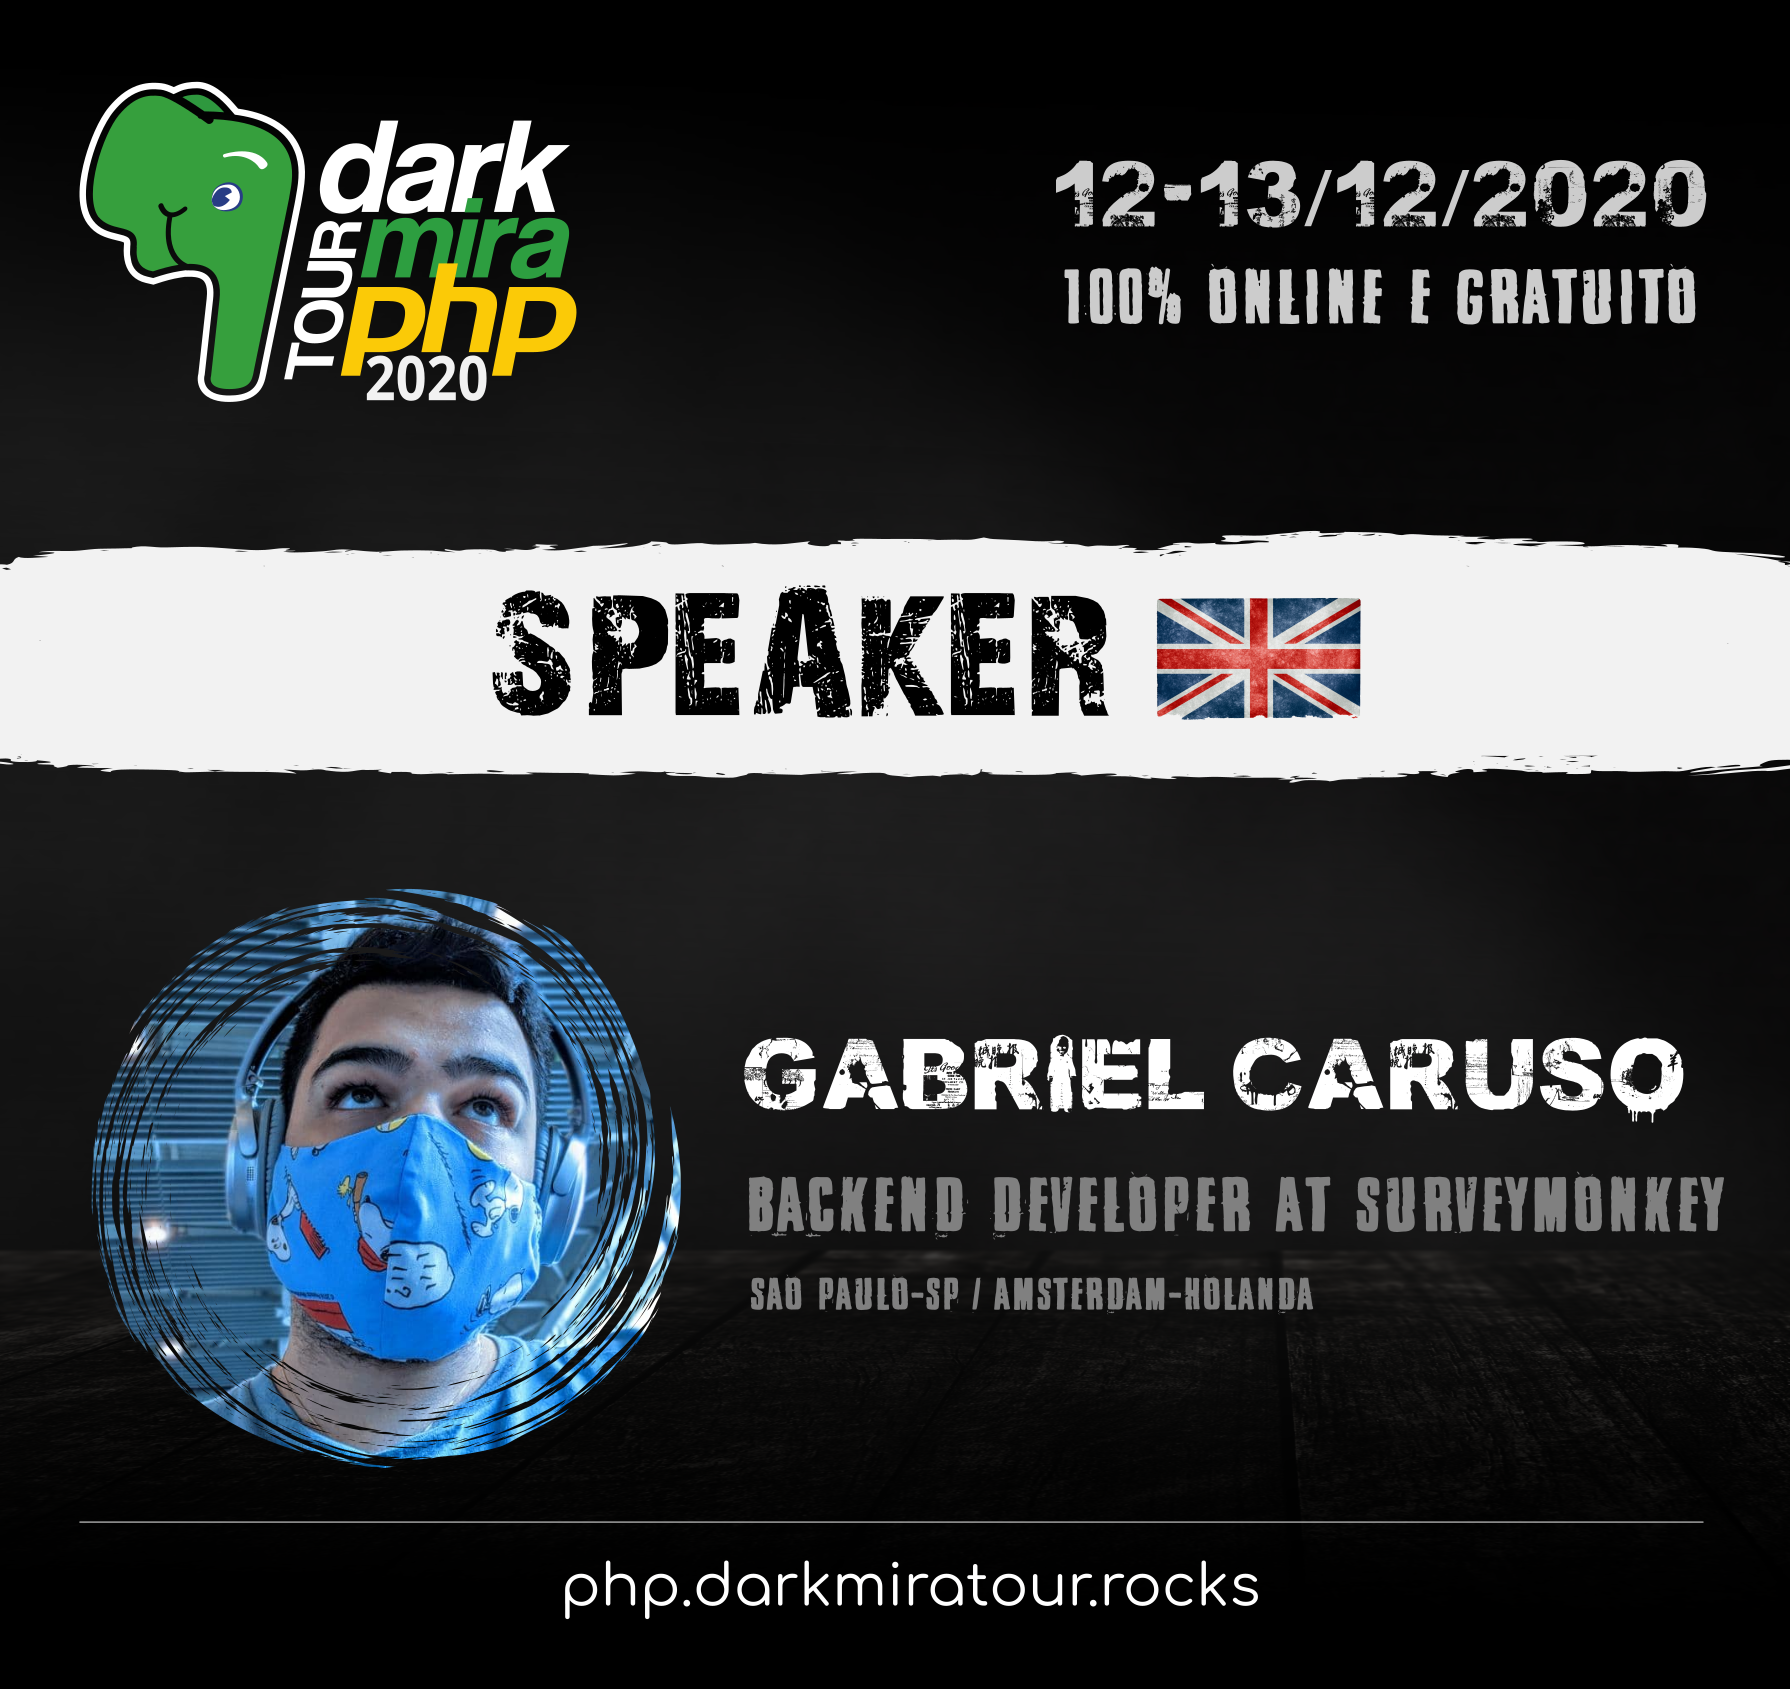 dark
mira
TOUR
php
2020
12-13/12/2020
100% ONLINE E GRATUITO
SPEAKER
GABRIEL CARUSO
BACKEND DEVELOPER AT SURVEYMONKEY
SAO PAULO-SP / AMSTERDAM-HOLANDA
php.darkmiratour.rocks